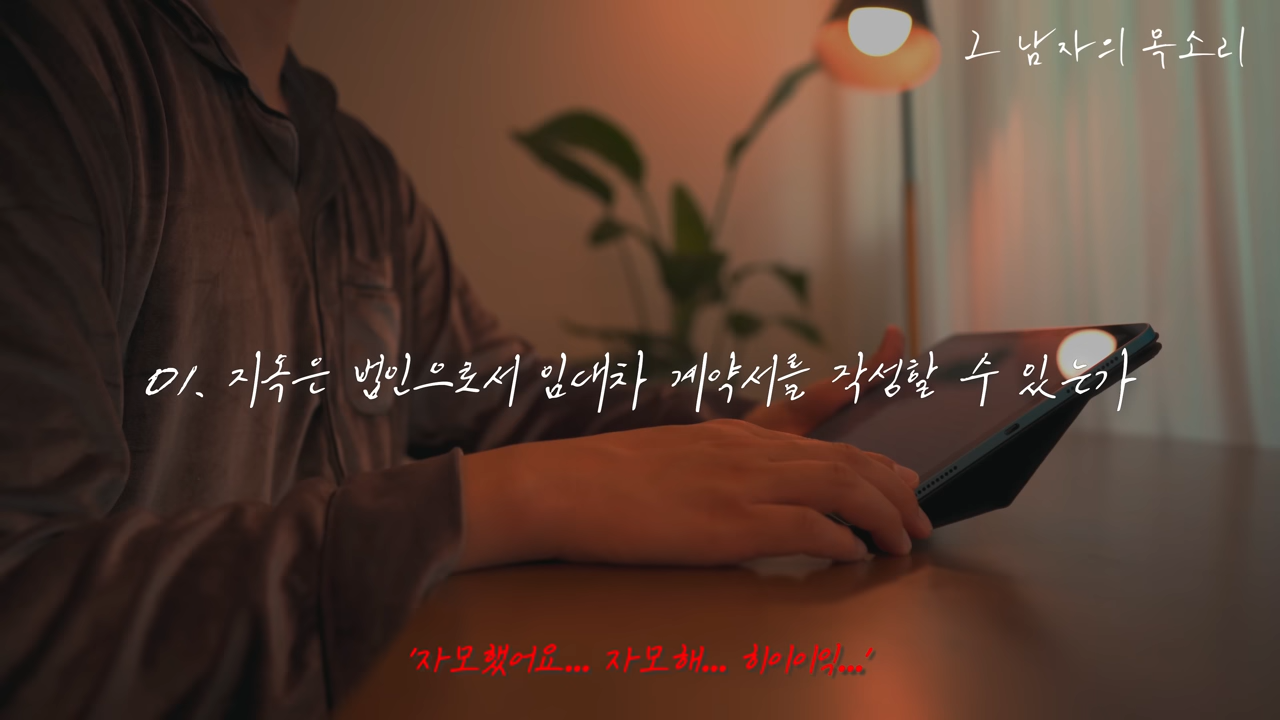 그 남자의 목소리
01. 지독은 법인으로서 임대차 계약서를 작성할 수 있는가
'자모했어요... 자모해... 히이이익...'